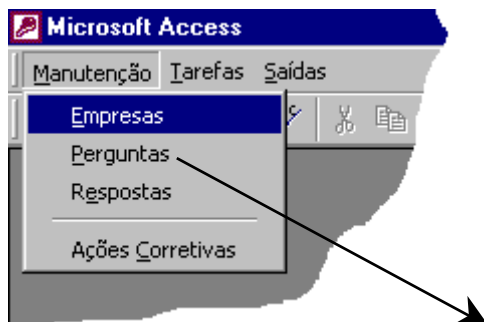 Microsoft Access
Manutenção Tarefas Saídas
Empresas
Perguntas
Respostas
Ações Corretivas